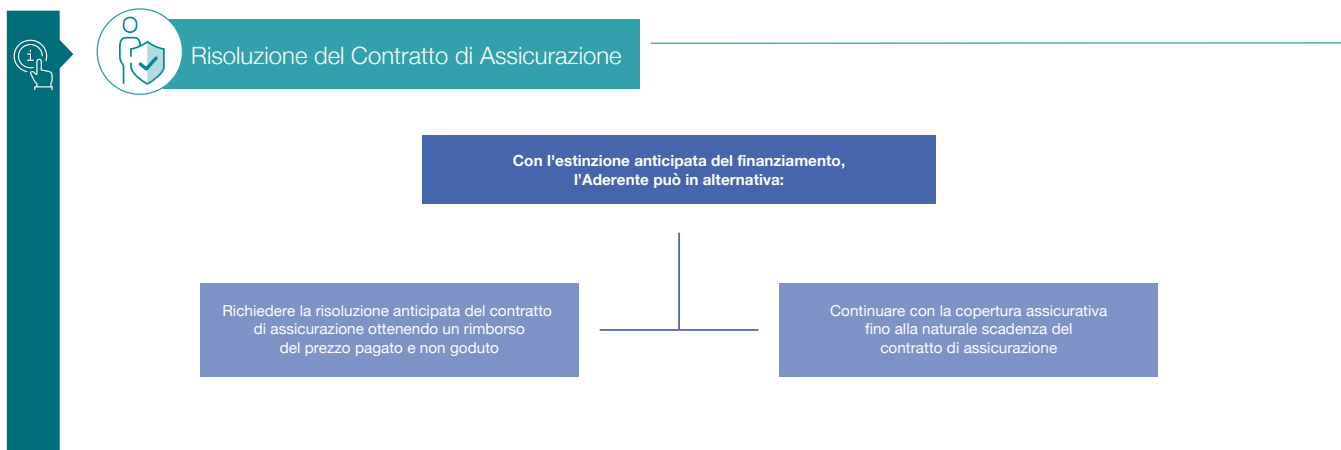 Risoluzione del Contratto di Assicurazione
Con l'estinzione anticipata del finanziamento,
l’Aderente può in alternativa:
Richiedere la risoluzione anticipata del contratto
di assicurazione ottenendo un rimborso
del prezzo pagato e non goduto
Continuare con la copertura assicurativa
fino alla naturale scadenza del
contratto di assicurazione